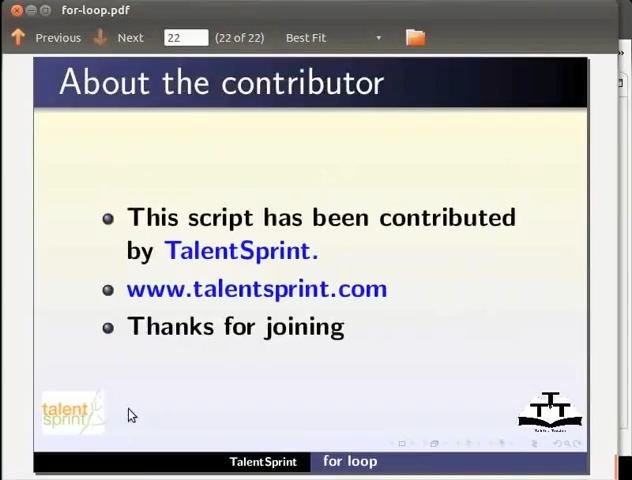 for-loop.pdf
Previous Next 22 (22 of 22) Best Fit
About the contributor
This script has been contributed
by TalentSprint.
www.talentsprint.com
Thanks for joining
talent
sprint
TalentSprint for loop